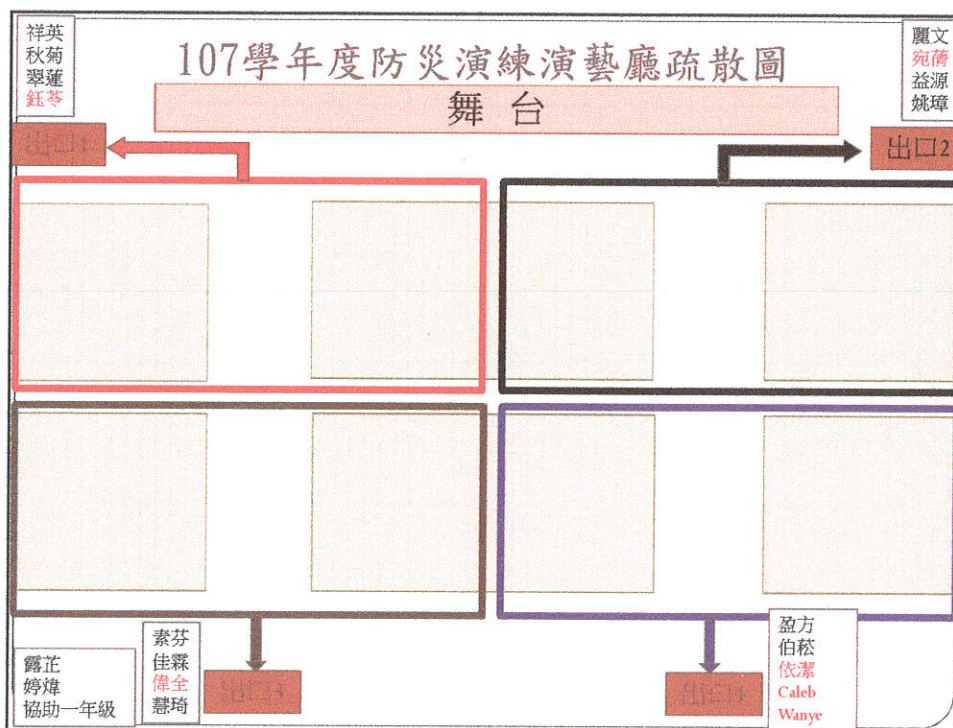 祥英
秋菊
翠蓮
鈺苓
107學年度防災演練演藝廳疏散圖
麗文
宛蒨
益源
姚璋
舞 台
出口1
出口2
露芷
婷煒
協助一年級
素芬
佳霖
偉全
慧琦
出口3
出口4
盈方
伯菘
依潔
Caleb
Wanye